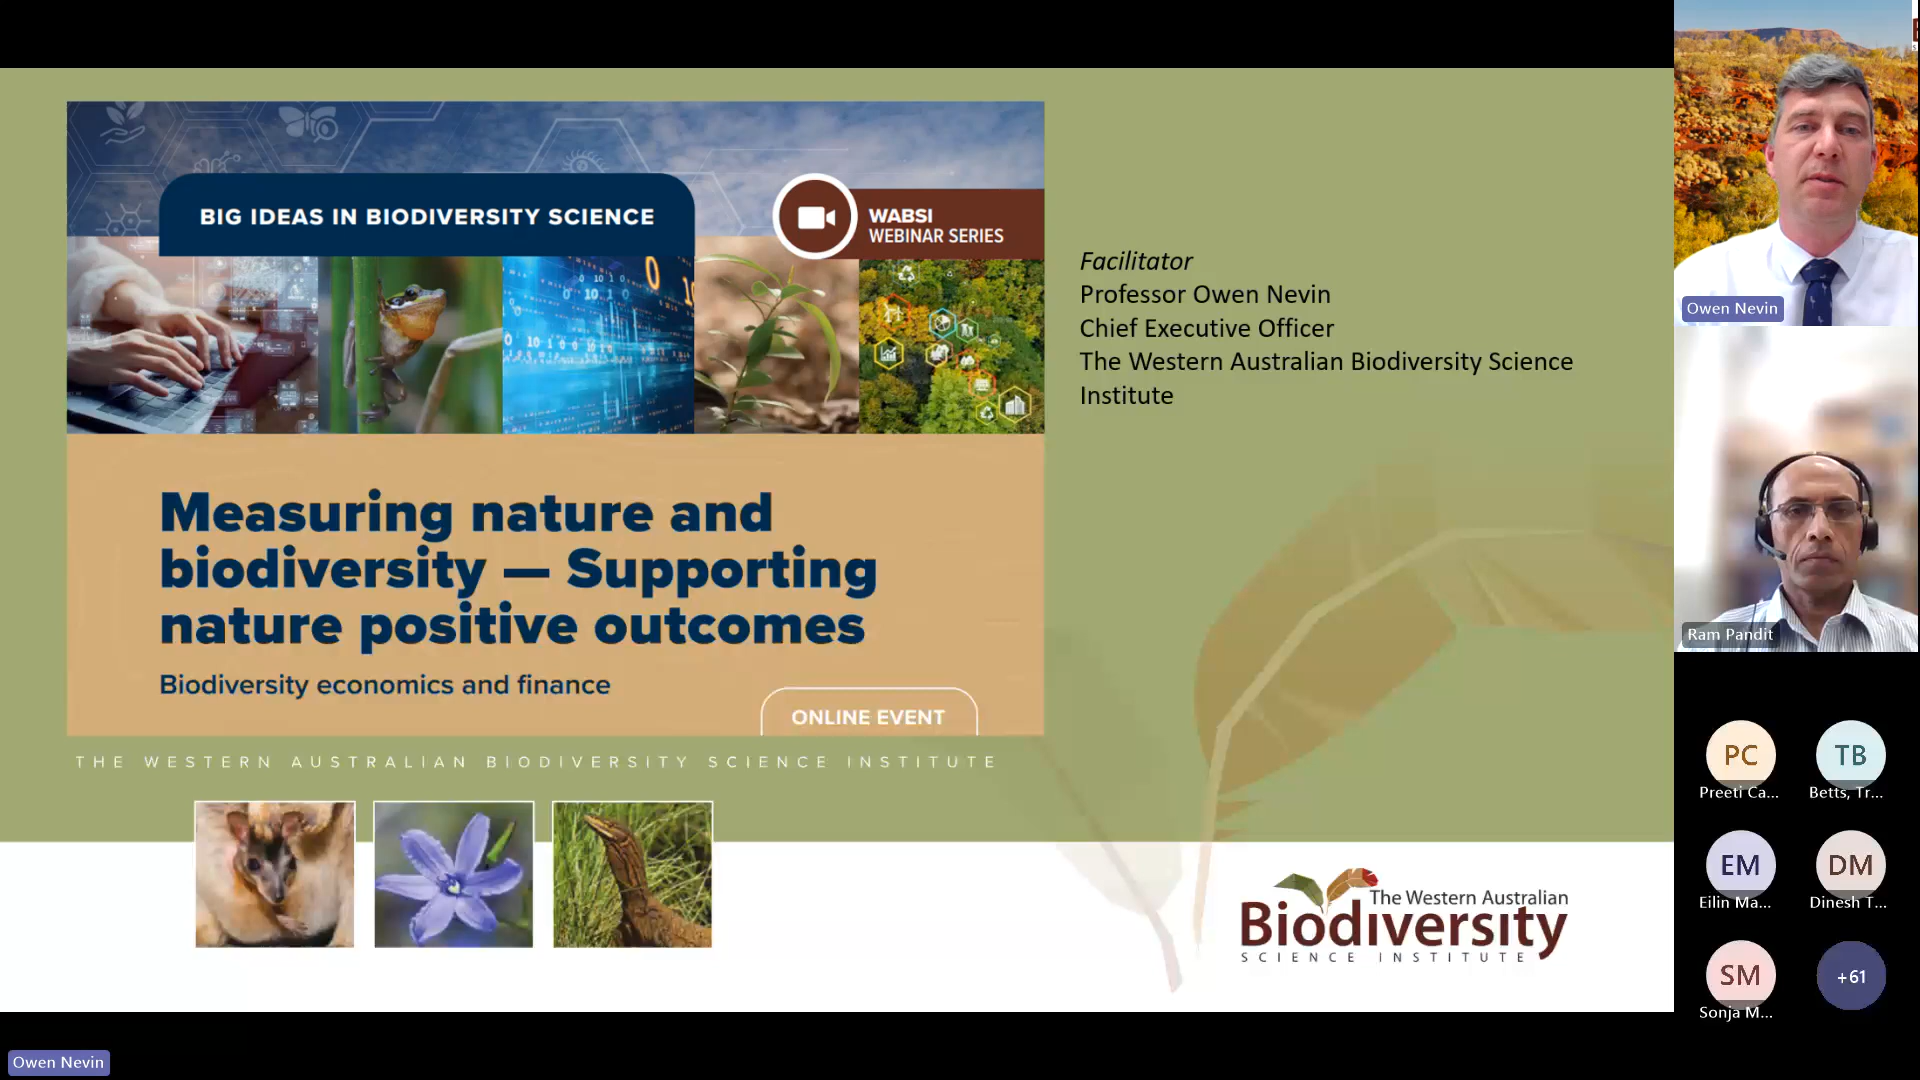 BIG IDEAS IN BIODIVERSITY SCIENCE
WABSI
WEBINAR SERIES
Measuring nature and
biodiversity — Supporting
nature positive outcomes
Biodiversity economics and finance
ONLINE EVENT
THE WESTERN AUSTRALIAN BIODIVERSITY SCIENCE INSTITUTE
Facilitator
Professor Owen Nevin
Chief Executive Officer
The Western Australian Biodiversity Science
Institute
The Western Australian
Biodiversity
SCIENCE INSTITUTE
Owen Nevin
Ram Pandit
PC
Preeti Ca...
TB
Betts, Tr...
EM
Eilin Ma...
DM
Dinesh T...
SM
Sonja M...
+61
Owen Nevin